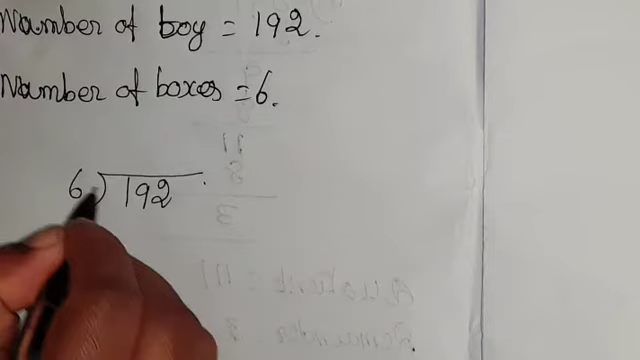 Number of boy = 192.
Number of boxes = 6.
6)192